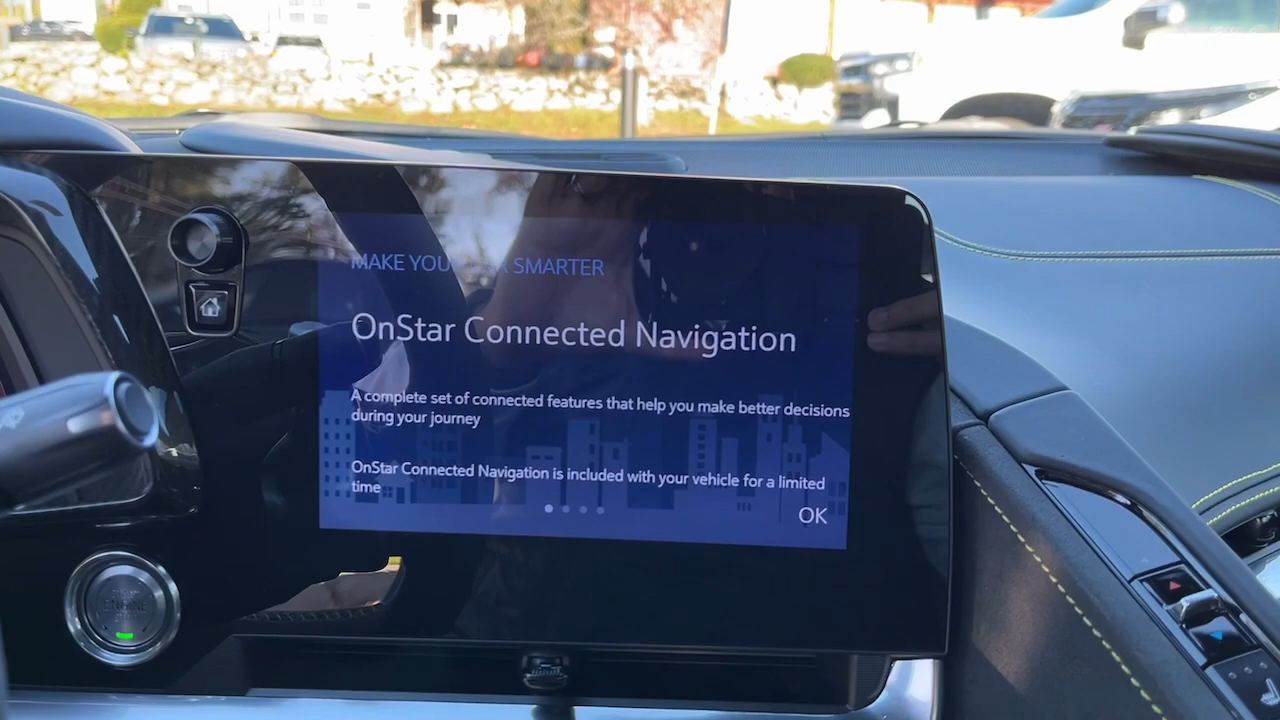 MAKE YOUR CAR SMARTER
OnStar Connected Navigation
A complete set of connected features that help you make better decisions
during your journey
OnStar Connected Navigation is included with your vehicle for a limited
time
OK
ENGINE